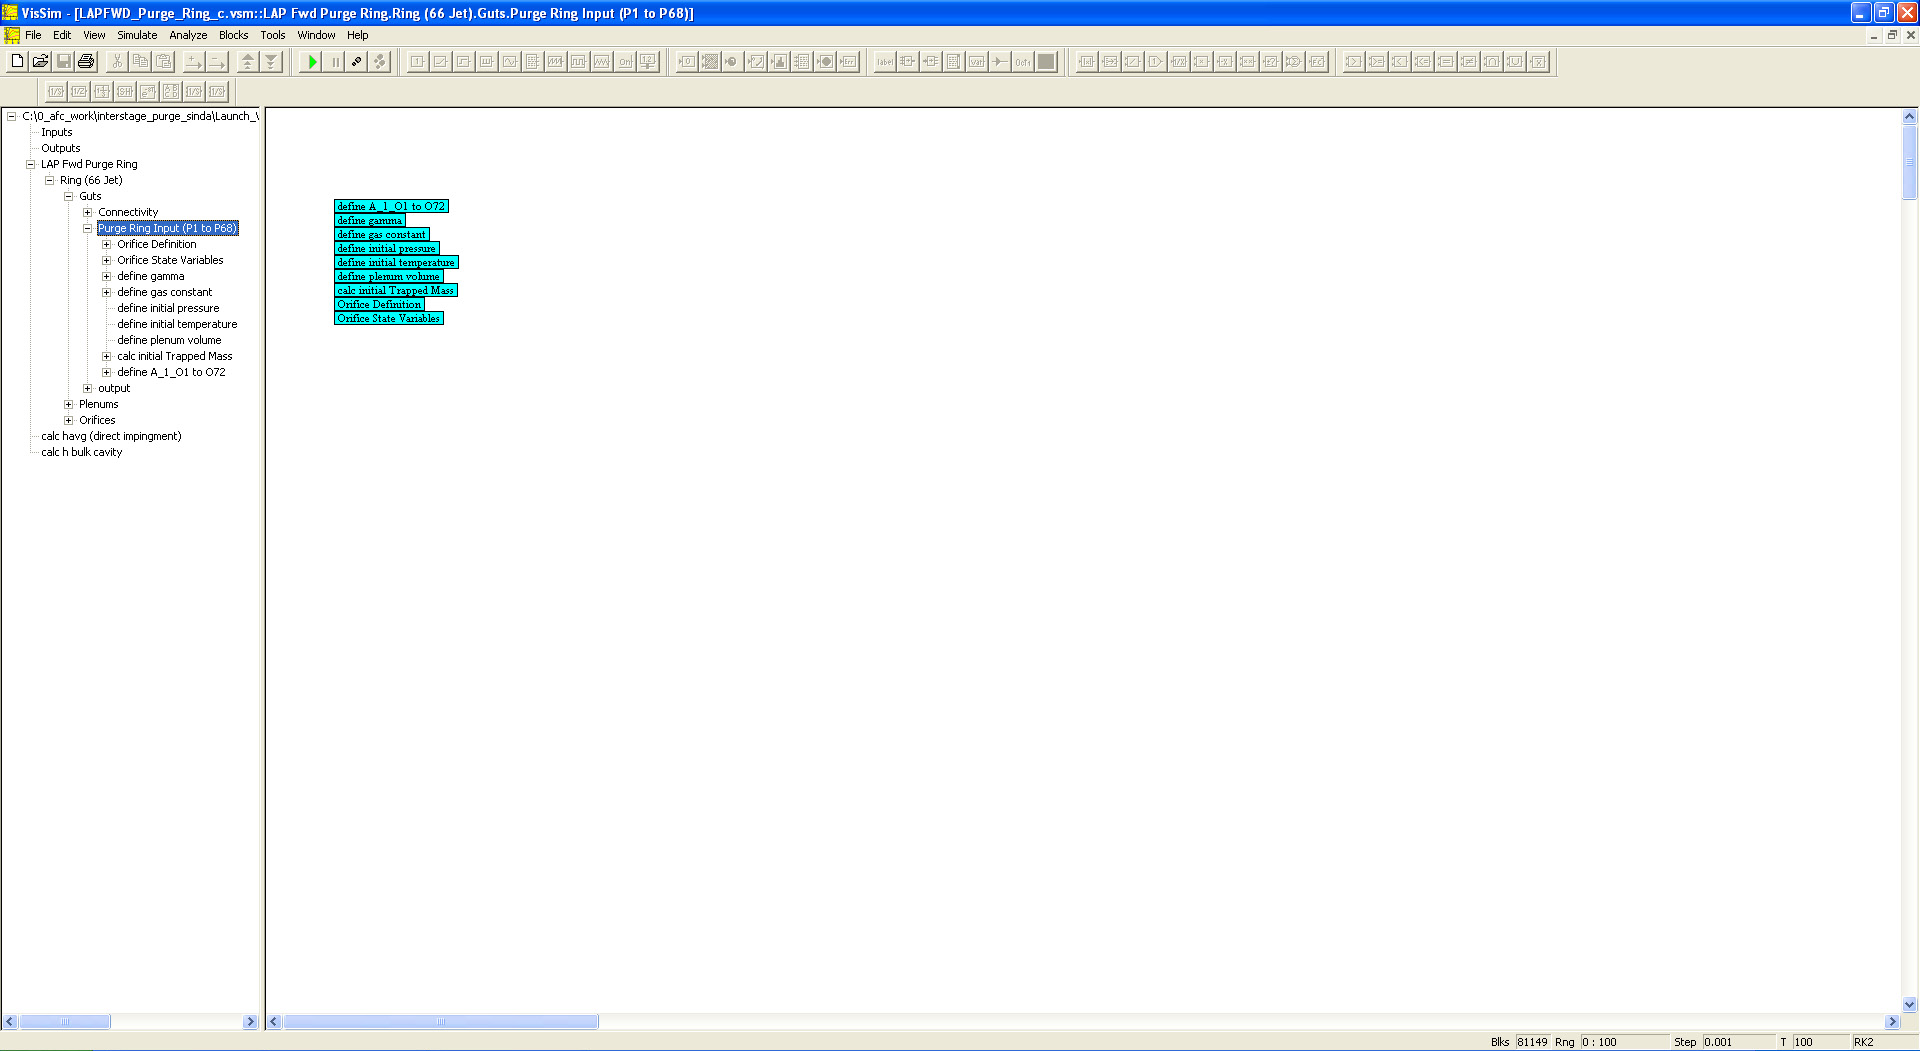 VisSim - [LAPFWD_Purge_Ring_c.vsm::LAP Fwd Purge Ring.Ring (66 Jet).Guts.Purge Ring Input (P1 to P68)]
File Edit View Simulate Analyze Blocks Tools Window Help
C:\0_afc_work\interstage_purge_sinda\Launch_\
Inputs
Outputs
LAP Fwd Purge Ring
Ring (66 Jet)
Guts
Connectivity
Purge Ring Input (P1 to P68)
Orifice Definition
Orifice State Variables
define gamma
define gas constant
define initial pressure
define initial temperature
define plenum volume
calc initial Trapped Mass
define A_1_O1 to O72
output
Plenums
Orifices
calc havg (direct impingment)
calc h bulk cavity
define A_1_O1 to O72
define gamma
define gas constant
define initial pressure
define initial temperature
define plenum volume
calc initial Trapped Mass
Orifice Definition
Orifice State Variables
Blks 81149 Rng 0 : 100 Step 0.001 T 100 RK2